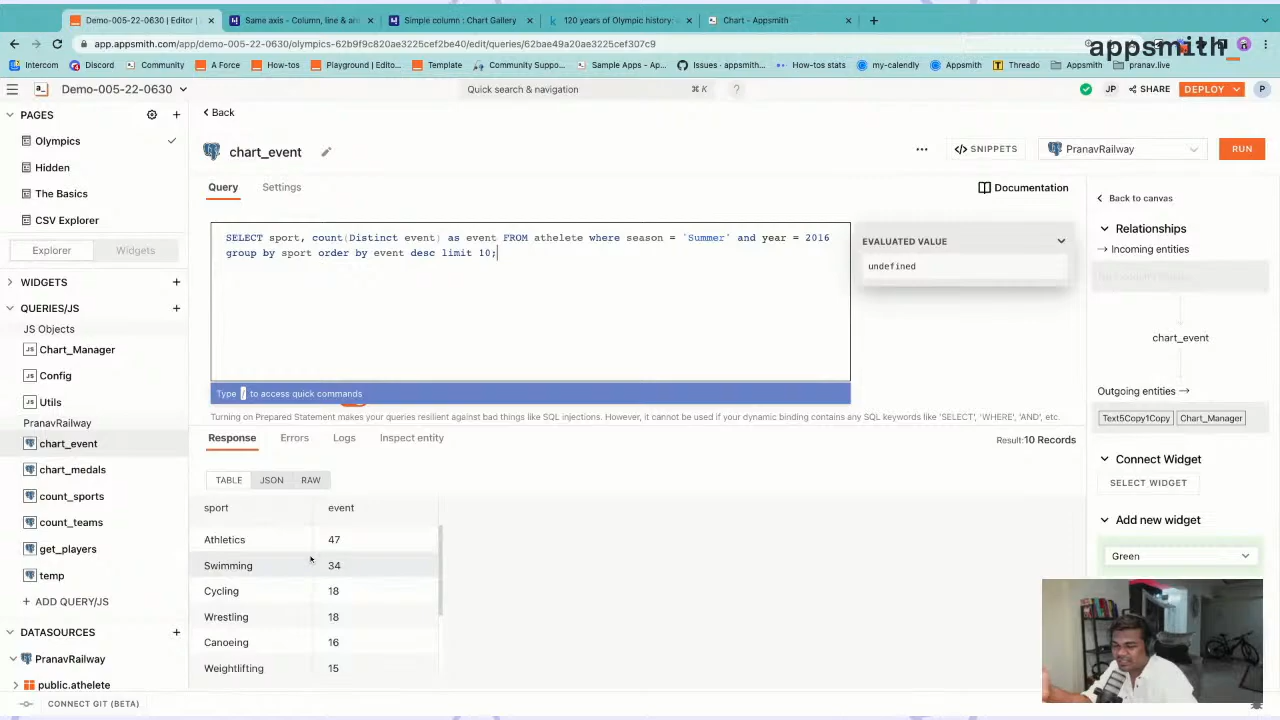 Demo-005-22-0630 | Editor |
Same axis - Column, line & ar
Simple column : Chart Gallery
120 years of Olympic history:
Chart - Appsmith
app.appsmith.com/app/demo-005-22-0630/olympics-62b9f9c820ae3225cef2be40/edit/queries/62bae49a20ae3225cef307c9
appsmith_
Intercom
Discord
Community
A Force
How-tos
Playground | Edito...
Template
Community Suppo...
Sample Apps - Ap...
Issues · appsmith...
How-tos stats
my-calendly
Appsmith
Threado
Appsmith
pranav.live
Demo-005-22-0630
Quick search & navigation
⌘ K
?
JP
SHARE
DEPLOY
P
PAGES
Olympics
Hidden
The Basics
CSV Explorer
Explorer
Widgets
WIDGETS
QUERIES/JS
JS Objects
Chart_Manager
Config
Utils
PranavRailway
chart_event
chart_medals
count_sports
count_teams
get_players
temp
+ ADD QUERY/JS
DATASOURCES
PranavRailway
public.athelete
CONNECT GIT (BETA)
Back
chart_event
SNIPPETS
PranavRailway
RUN
Query
Settings
Documentation
SELECT sport, count(Distinct event) as event FROM athelete where season = 'Summer' and year = 2016
group by sport order by event desc limit 10;
EVALUATED VALUE
undefined
Type / to access quick commands
Turning on Prepared Statement makes your queries resilient against bad things like SQL injections. However, it cannot be used if your dynamic binding contains any SQL keywords like 'SELECT', 'WHERE', 'AND', etc.
Response
Errors
Logs
Inspect entity
Result: 10 Records
TABLE
JSON
RAW
sport event
Athletics 47
Swimming 34
Cycling 18
Wrestling 18
Canoeing 16
Weightlifting 15
Back to canvas
Relationships
Incoming entities
chart_event
Outgoing entities
Text5Copy1Copy
Chart_Manager
Connect Widget
SELECT WIDGET
Add new widget
Green